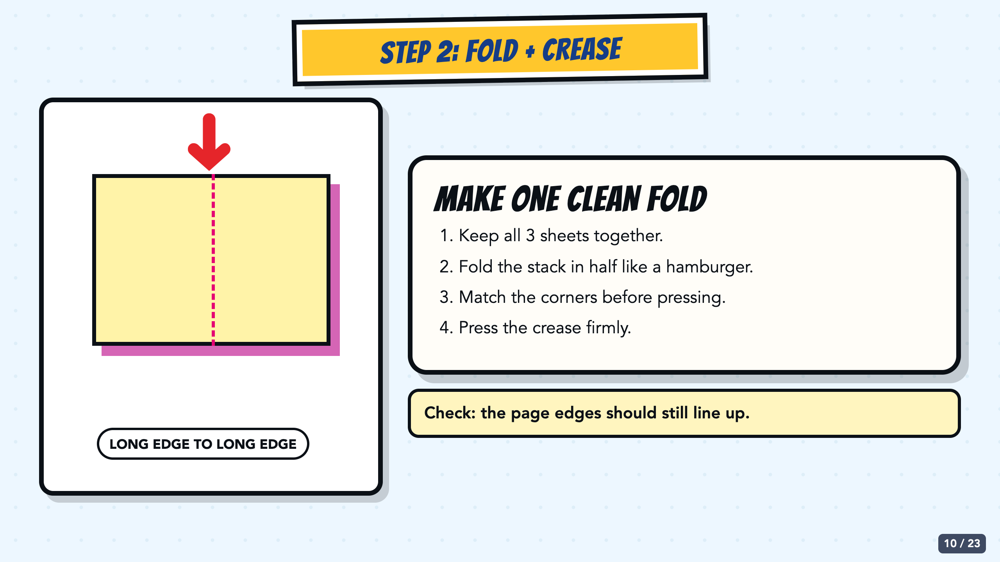 STEP 2: FOLD + CREASE
LONG EDGE TO LONG EDGE
MAKE ONE CLEAN FOLD
1. Keep all 3 sheets together.
2. Fold the stack in half like a hamburger.
3. Match the corners before pressing.
4. Press the crease firmly.
Check: the page edges should still line up.
10 / 23